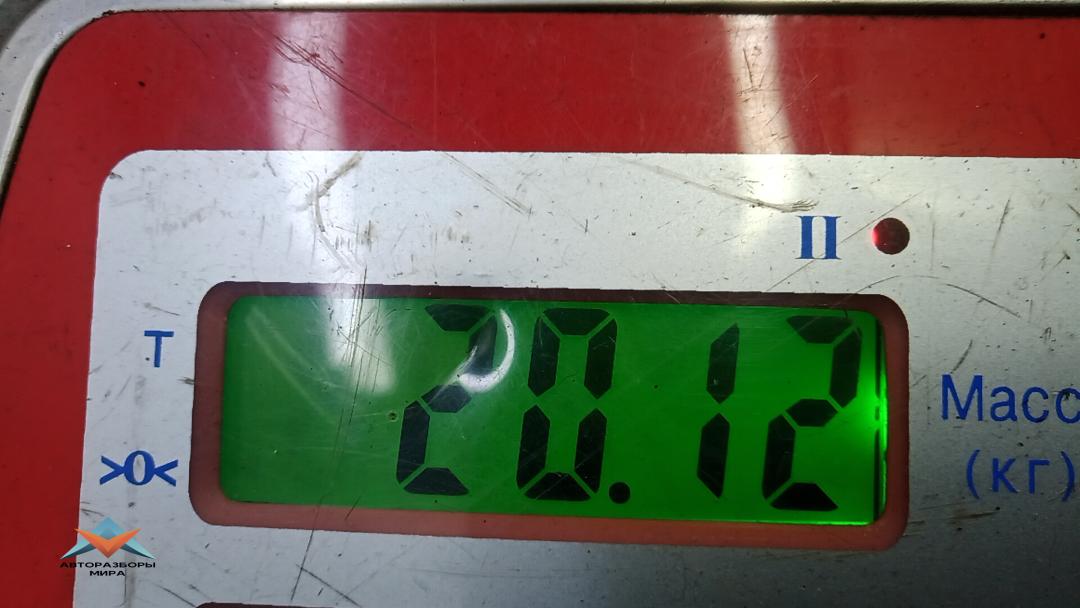 II
T
20.12
>0<
Масс
(кг)
АВТОРАЗБОРЫ
МИРА